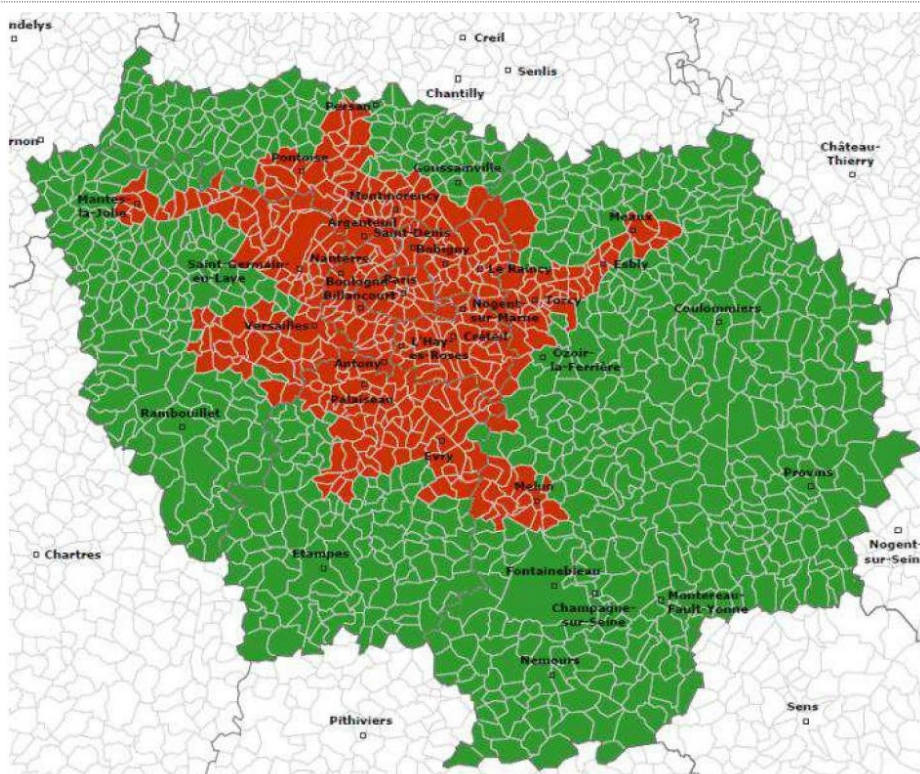 ndelys
Creil
Senlis
Chantilly
Persan
rnon
Château-
Thierry
Pontoise
Goussainville
Montmorency
Mantes-
la-Jolie
Meaux
Argenteuil
Saint-Denis
Bobigny
Nanterre
Saint-Germain-
en-Laye
Le Raincy
Esbly
Boulogne
Paris
Billancourt
Torcy
Nogent-
sur-Marne
Coulommiers
Versailles
Créteil
L'Hay-
es-Roses
Antony
Ozoir-
la-Ferrière
Palaiseau
Rambouillet
Evry
Provins
Melun
Chartres
Etampes
Nogent-
sur-Sein
Fontainebleau
Champagne-
sur-Seine
Montereau-
Fault-Yonne
Nemours
Pithiviers
Sens